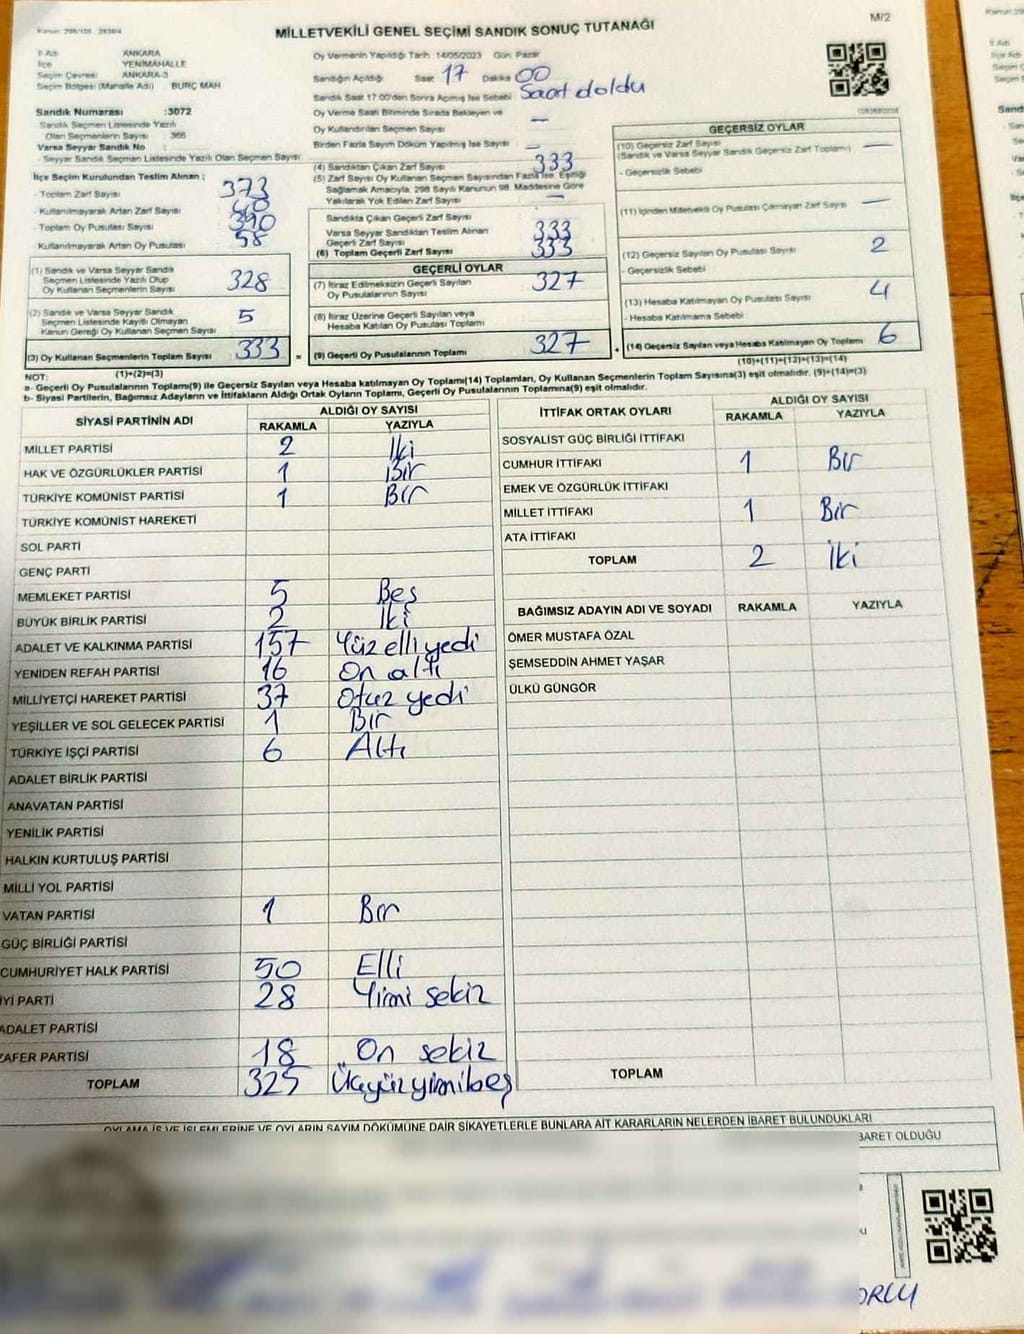 Kanun: 298/105 . 2839/4
M/2
MİLLETVEKİLİ GENEL SEÇİMİ SANDIK SONUÇ TUTANAĞI
İl Adı ANKARA
İlçe YENİMAHALLE
Seçim Çevresi ANKARA-3
Seçim Bölgesi (Mahalle Adı) BURÇ MAH
Sandık Numarası :3072
Sandık Seçmen Listesinde Yazılı
Olan Seçmenlerin Sayısı 366
Varsa Seyyar Sandık No :
- Seyyar Sandık Seçmen Listesinde Yazılı Olan Seçmen Sayısı
İlçe Seçim Kurulundan Teslim Alınan ;
- Toplam Zarf Sayısı 373
- Kullanılmayarak Artan Zarf Sayısı 40
- Toplam Oy Pusulası Sayısı 390
- Kullanılmayarak Artan Oy Pusulası 58
(1) Sandık ve Varsa Seyyar Sandık
Seçmen Listesinde Yazılı Olup
Oy Kullanan Seçmenlerin Sayısı 328
(2) Sandık ve Varsa Seyyar Sandık
Seçmen Listesinde Kayıtlı Olmayan
Kanun Gereği Oy Kullanan Seçmen Sayısı 5
(3) Oy Kullanan Seçmenlerin Toplam Sayısı 333 =
(1)+(2)=(3)
Oy Vermenin Yapıldığı Tarih 14/05/2023 Gün Pazar
Sandığın Açıldığı Saat 17 Dakika 00
Sandık Saat 17.00'den Sonra Açılmış İse Sebebi Saat doldu
Oy Verme Saati Bitiminde Sırada Bekleyen ve
Oy Kullandırılan Seçmen Sayısı —
Birden Fazla Sayım Döküm Yapılmış İse Sayısı —
(4) Sandıktan Çıkan Zarf Sayısı 333
(5) Zarf Sayısı Oy Kullanan Seçmen Sayısından Fazla İse, Eşitliği
Sağlamak Amacıyla; 298 Sayılı Kanunun 98. Maddesine Göre
Yakılarak Yok Edilen Zarf Sayısı —
Sandıkta Çıkan Geçerli Zarf Sayısı 333
Varsa Seyyar Sandıktan Teslim Alınan
Geçerli Zarf Sayısı
(6) Toplam Geçerli Zarf Sayısı 333
GEÇERLİ OYLAR
(7) İtiraz Edilmeksizin Geçerli Sayılan
Oy Pusulalarının Sayısı 327
(8) İtiraz Üzerine Geçerli Sayılan veya
Hesaba Katılan Oy Pusulası Toplamı
(9) Geçerli Oy Pusulalarının Toplamı 327 +
GEÇERSİZ OYLAR
(10) Geçersiz Zarf Sayısı
(Sandık ve Varsa Seyyar Sandık Geçersiz Zarf Toplamı) —
- Geçersizlik Sebebi
(11) İçinden Milletvekili Oy Pusulası Çıkmayan Zarf Sayısı —
(12) Geçersiz Sayılan Oy Pusulası Sayısı 2
- Geçersizlik Sebebi
(13) Hesaba Katılmayan Oy Pusulası Sayısı 4
- Hesaba Katılmama Sebebi
(14) Geçersiz Sayılan veya Hesaba Katılmayan Oy Toplamı 6
(10)+(11)+(12)+(13)=(14)
NOT:
a- Geçerli Oy Pusulalarının Toplamı(9) ile Geçersiz Sayılan veya Hesaba katılmayan Oy Toplamı(14) Toplamları, Oy Kullanan Seçmenlerin Toplam Sayısına(3) eşit olmalıdır. (9)+(14)=(3)
b- Siyasi Partilerin, Bağımsız Adayların ve İttifakların Aldığı Ortak Oyların Toplamı, Geçerli Oy Pusulalarının Toplamına(9) eşit olmalıdır.
SİYASİ PARTİNİN ADI ALDIĞI OY SAYISI
RAKAMLA YAZIYLA
MİLLET PARTİSİ 2 İki
HAK VE ÖZGÜRLÜKLER PARTİSİ 1 Bir
TÜRKİYE KOMÜNİST PARTİSİ 1 Bir
TÜRKİYE KOMÜNİST HAREKETİ
SOL PARTİ
GENÇ PARTİ
MEMLEKET PARTİSİ 5 Beş
BÜYÜK BİRLİK PARTİSİ 2 İki
ADALET VE KALKINMA PARTİSİ 157 Yüz elli yedi
YENİDEN REFAH PARTİSİ 16 On altı
MİLLİYETÇİ HAREKET PARTİSİ 37 Otuz yedi
YEŞİLLER VE SOL GELECEK PARTİSİ 1 Bir
TÜRKİYE İŞÇİ PARTİSİ 6 Altı
ADALET BİRLİK PARTİSİ
ANAVATAN PARTİSİ
YENİLİK PARTİSİ
HALKIN KURTULUŞ PARTİSİ
MİLLİ YOL PARTİSİ
VATAN PARTİSİ 1 Bir
GÜÇ BİRLİĞİ PARTİSİ
CUMHURİYET HALK PARTİSİ 50 Elli
İYİ PARTİ 28 Yirmi sekiz
ADALET PARTİSİ
ZAFER PARTİSİ 18 On sekiz
TOPLAM 325 Üçyüzyirmibeş
İTTİFAK ORTAK OYLARI ALDIĞI OY SAYISI
RAKAMLA YAZIYLA
SOSYALİST GÜÇ BİRLİĞİ İTTİFAKI
CUMHUR İTTİFAKI 1 Bir
EMEK VE ÖZGÜRLÜK İTTİFAKI
MİLLET İTTİFAKI 1 Bir
ATA İTTİFAKI
TOPLAM 2 İki
BAĞIMSIZ ADAYIN ADI VE SOYADI RAKAMLA YAZIYLA
ÖMER MUSTAFA ÖZAL
ŞEMSEDDİN AHMET YAŞAR
ÜLKÜ GÜNGÖR
TOPLAM
OYLAMA İŞ VE İŞLEMLERİNE VE OYLARIN SAYIM DÖKÜMÜNE DAİR ŞİKAYETLERLE BUNLARA AİT KARARLARIN NELERDEN İBARET BULUNDUKLARI
BARET OLDUĞU